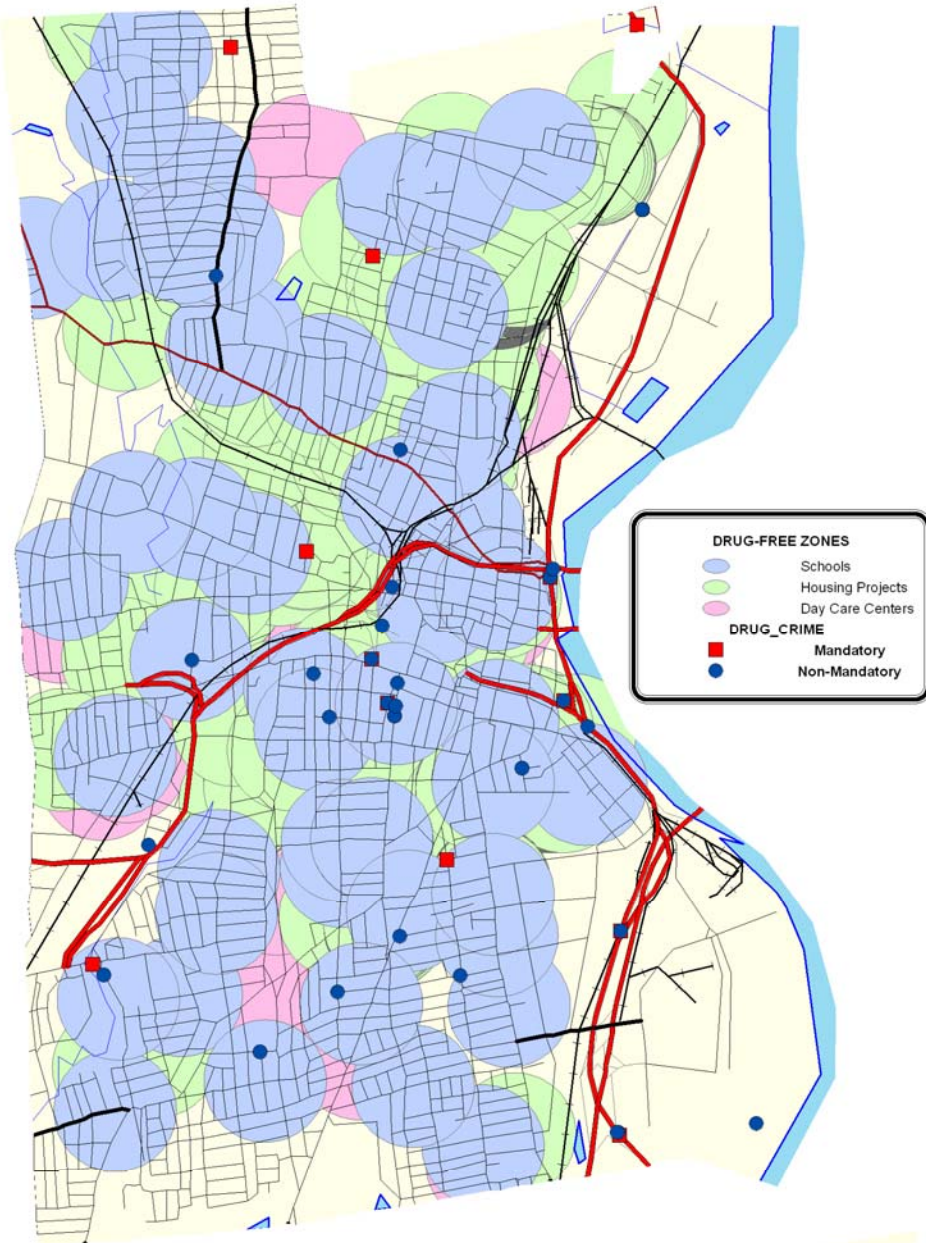 DRUG-FREE ZONES
Schools
Housing Projects
Day Care Centers
DRUG_CRIME
Mandatory
Non-Mandatory